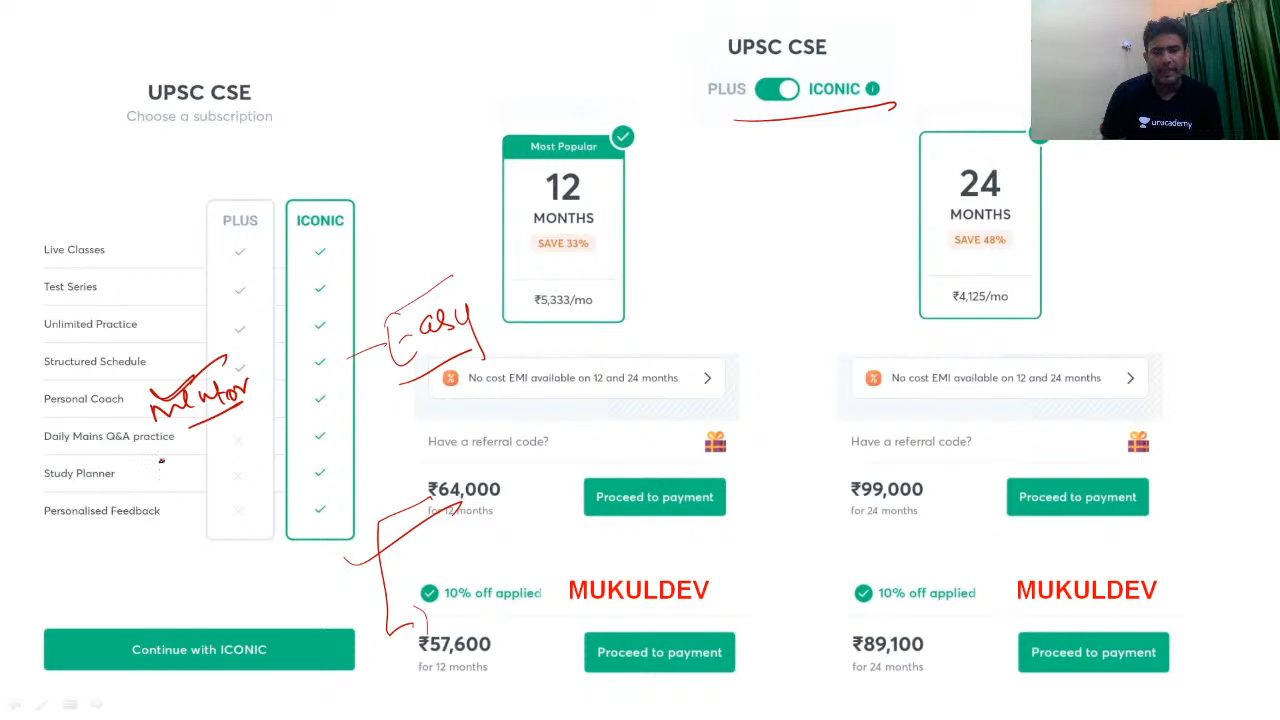 UPSC CSE
Choose a subscription
PLUS
ICONIC
Live Classes
Test Series
Unlimited Practice
Structured Schedule
Personal Coach
Daily Mains Q&A practice
Study Planner
Personalised Feedback
Mentor
Easy
Continue with ICONIC
UPSC CSE
PLUS ICONIC
Most Popular
12
MONTHS
SAVE 33%
₹5,333/mo
No cost EMI available on 12 and 24 months
Have a referral code?
₹64,000
for 12 months
Proceed to payment
10% off applied
MUKULDEV
₹57,600
for 12 months
Proceed to payment
24
MONTHS
SAVE 48%
₹4,125/mo
No cost EMI available on 12 and 24 months
Have a referral code?
₹99,000
for 24 months
Proceed to payment
10% off applied
MUKULDEV
₹89,100
for 24 months
Proceed to payment
unacademy